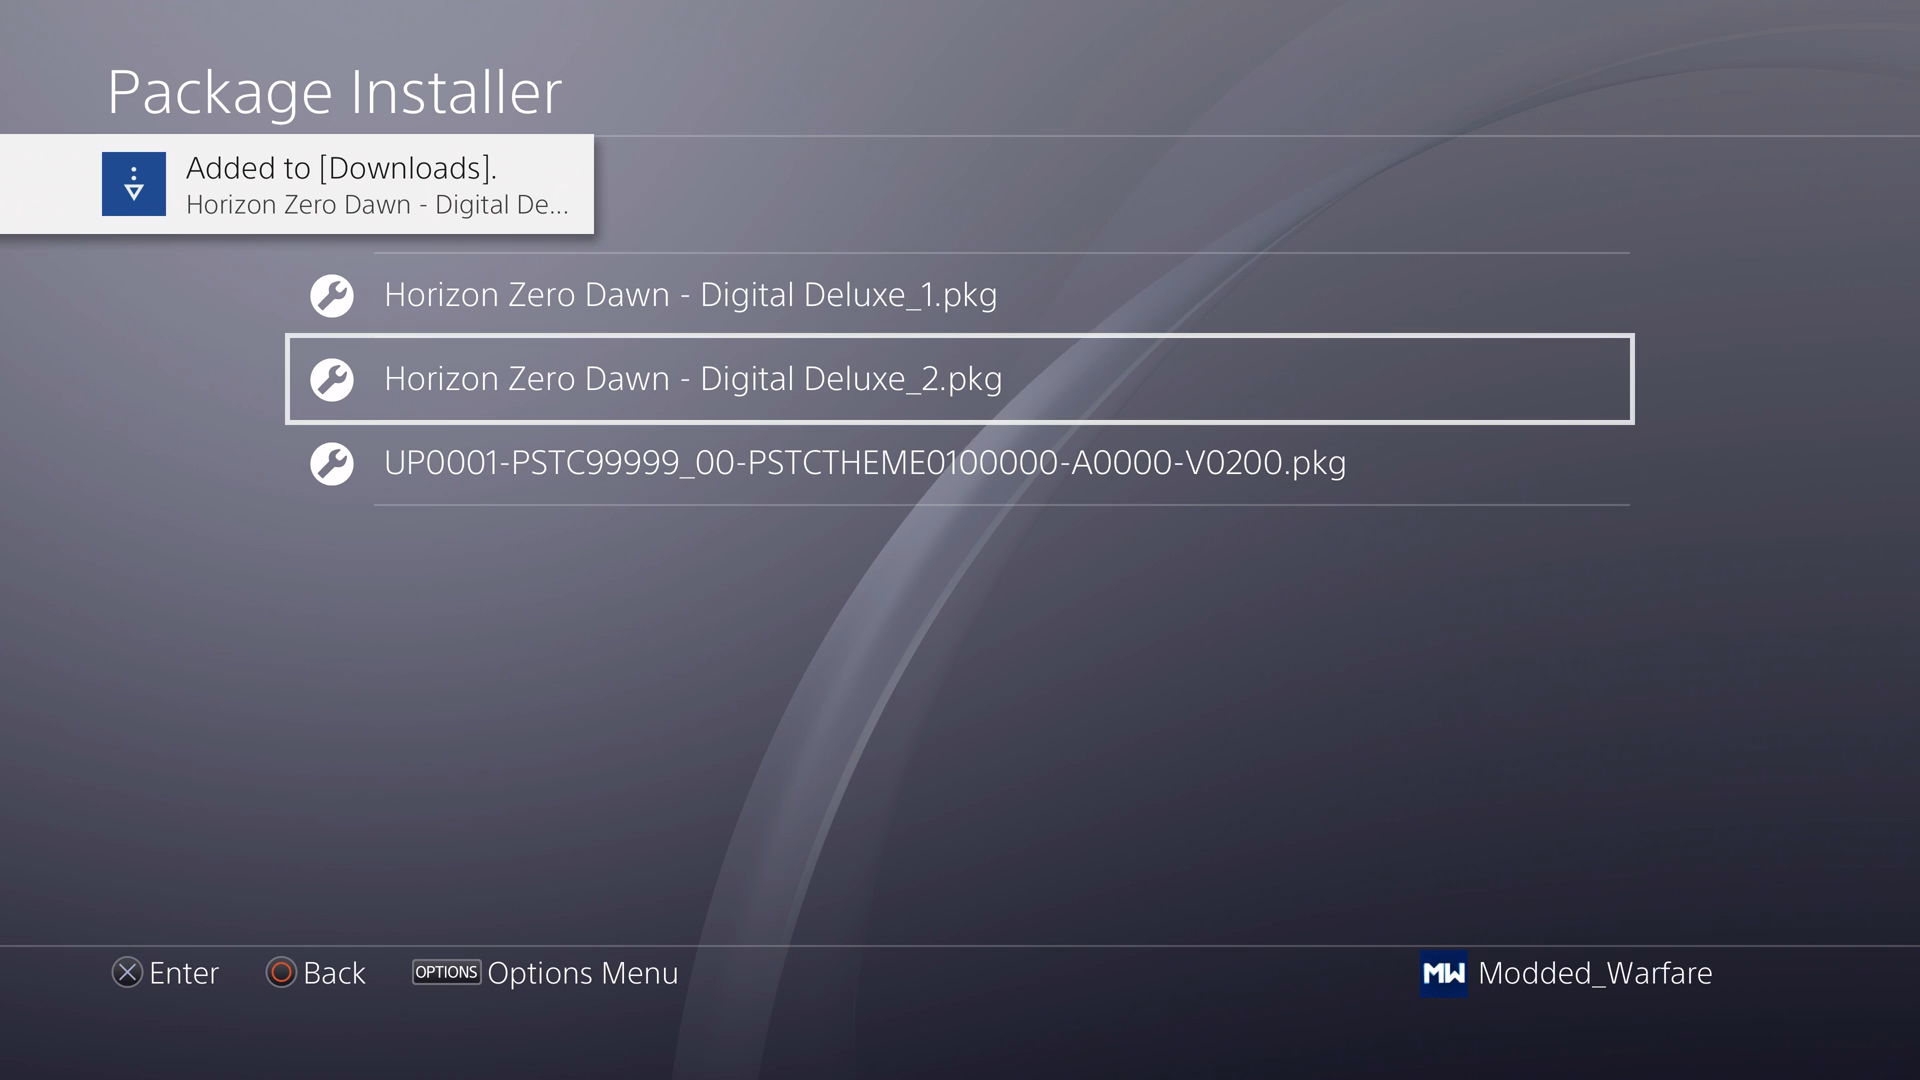 Package Installer
Added to [Downloads].
Horizon Zero Dawn - Digital De...
Horizon Zero Dawn - Digital Deluxe_1.pkg
Horizon Zero Dawn - Digital Deluxe_2.pkg
UP0001-PSTC99999_00-PSTCTHEME0100000-A0000-V0200.pkg
Enter Back OPTIONS Options Menu MW Modded_Warfare